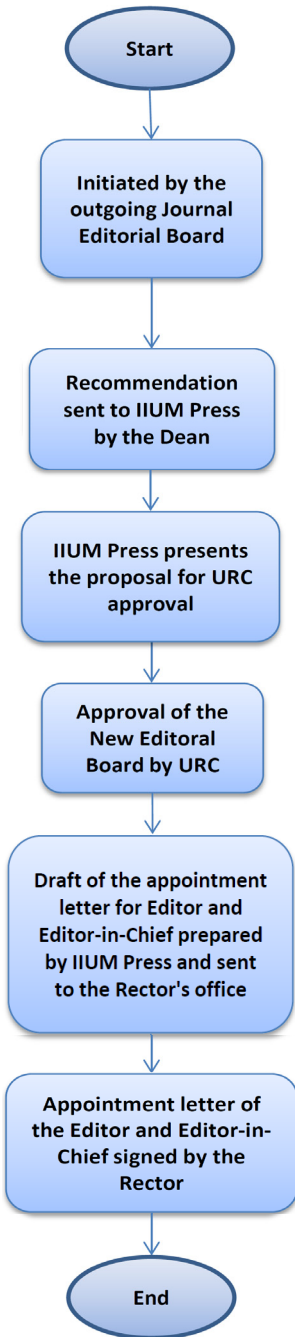 Start
Initiated by the
outgoing Journal
Editorial Board
Recommendation
sent to IIUM Press
by the Dean
IIUM Press presents
the proposal for URC
approval
Approval of the
New Editoral
Board by URC
Draft of the appointment
letter for Editor and
Editor-in-Chief prepared
by IIUM Press and sent
to the Rector's office
Appointment letter of
the Editor and Editor-in-
Chief signed by the
Rector
End